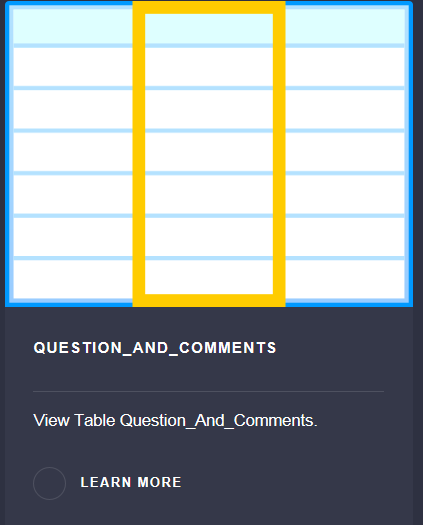 QUESTION_AND_COMMENTS
View Table Question_And_Comments.
LEARN MORE